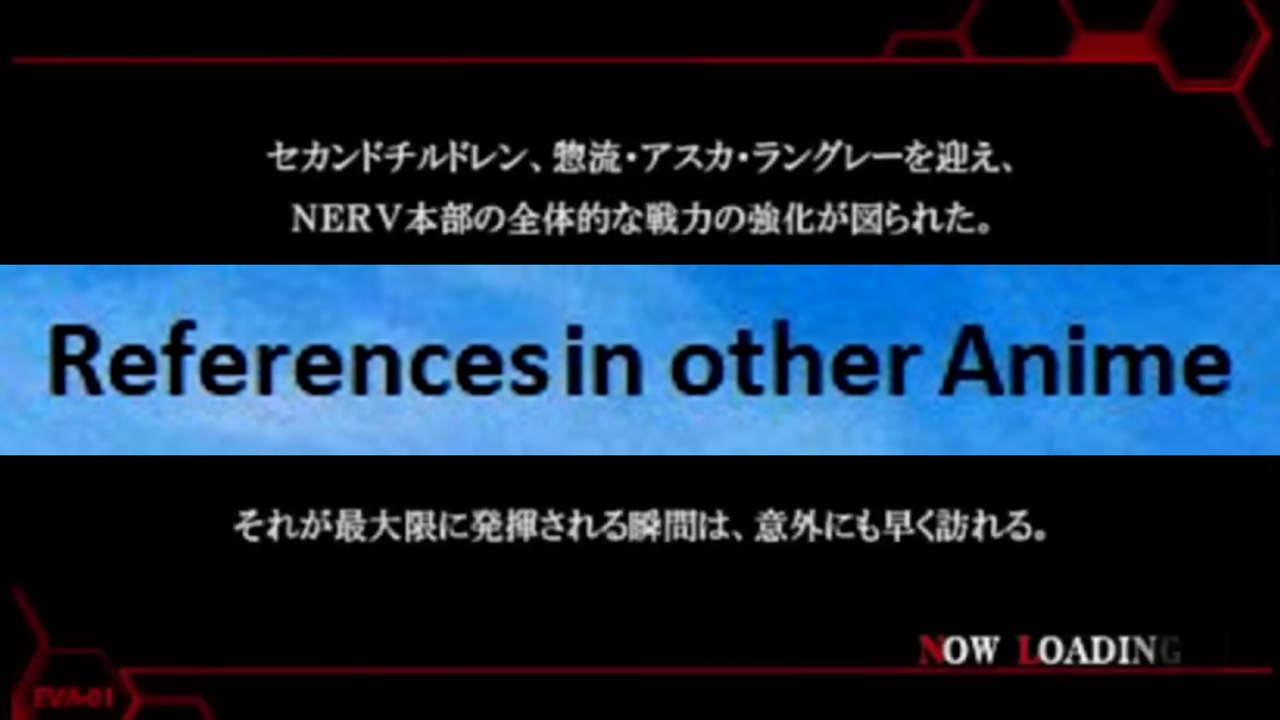 セカンドチルドレン、惣流・アスカ・ラングレーを迎え、
NERV本部の全体的な戦力の強化が図られた。
References in other Anime
それが最大限に発揮される瞬間は、意外にも早く訪れる。
NOW LOADING
EVA-01